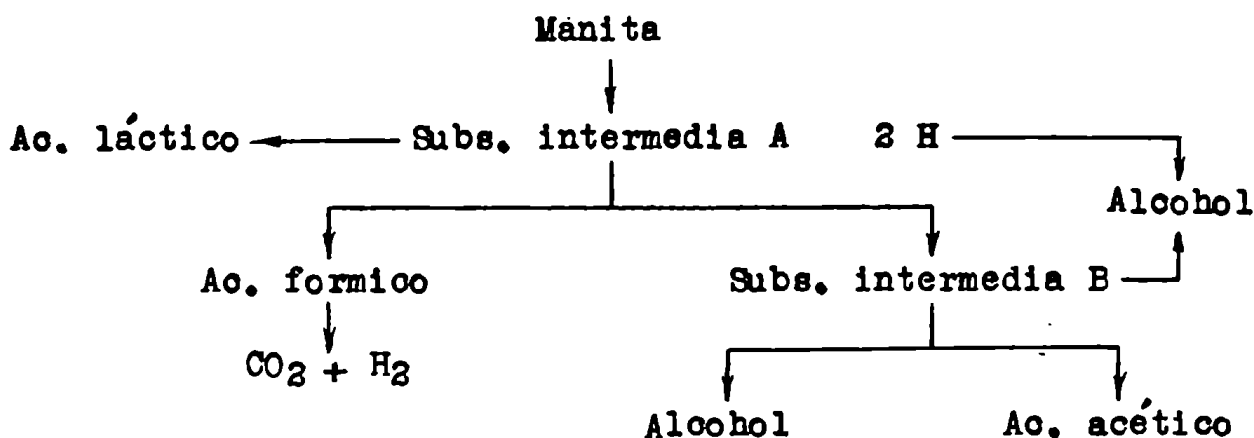 Manita
Ac. láctico Subs. intermedia A 2 H
Alcohol
Ac. formico Subs. intermedia B
CO₂ + H₂
Alcohol Ac. acético